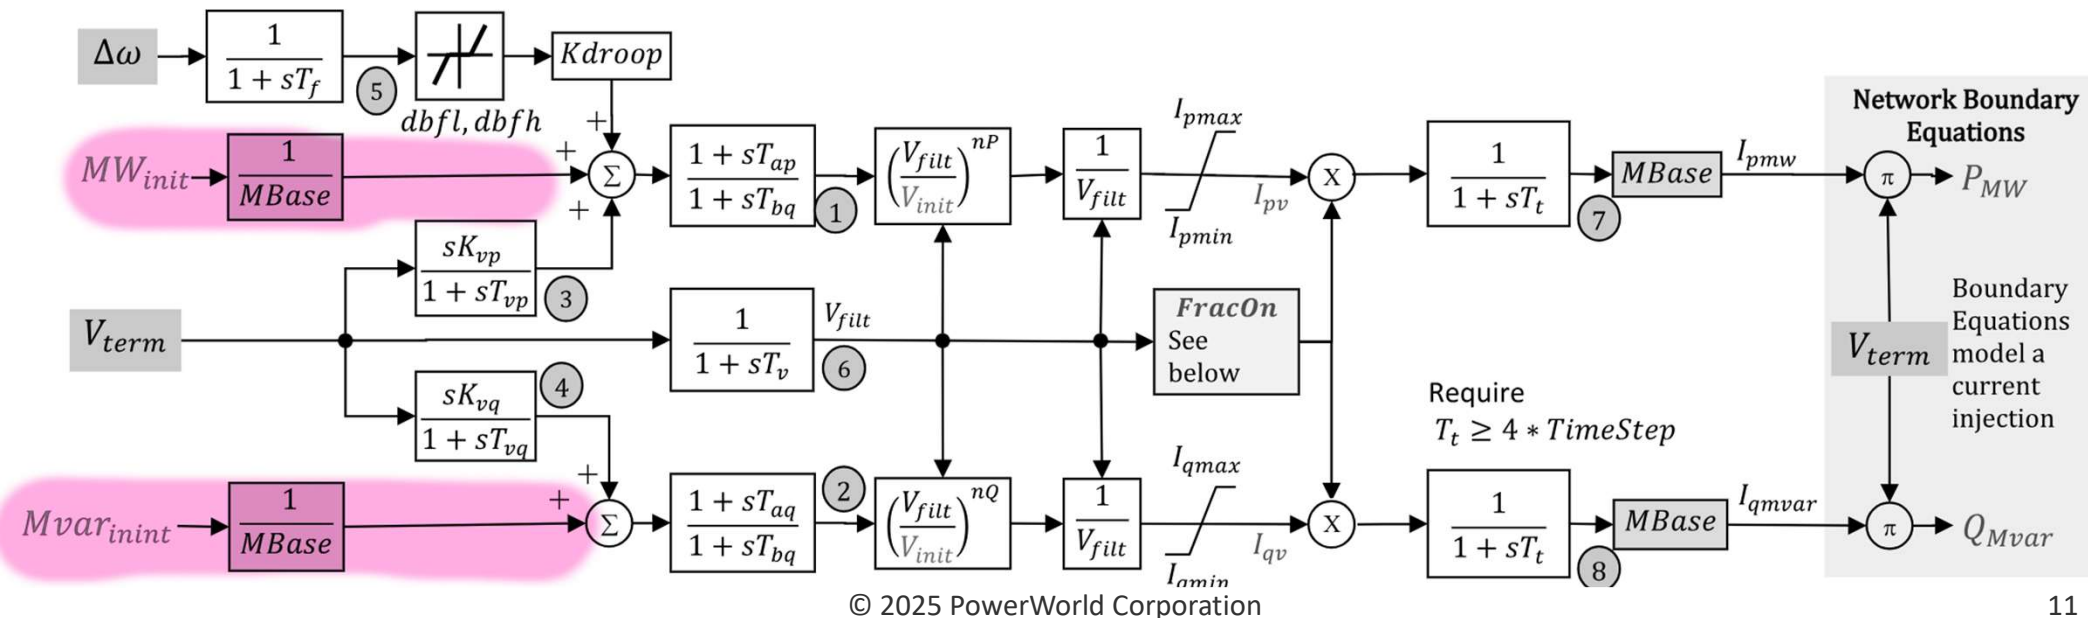 Δω
1
1 + sT_f
5
dbfl, dbfh
Kdroop
+
MW_init
1
MBase
+
+
Σ
1 + sT_ap
1 + sT_bq
1
(V_filt / V_init)^nP
1
V_filt
I_pmax
I_pmin
I_pv
X
1
1 + sT_t
7
MBase
I_pmw
π
P_MW
sK_vp
1 + sT_vp
3
V_term
1
1 + sT_v
V_filt
6
FracOn
See
below
sK_vq
1 + sT_vq
4
Require
T_t ≥ 4 * TimeStep
Mvar_inint
1
MBase
+
+
Σ
1 + sT_aq
1 + sT_bq
2
(V_filt / V_init)^nQ
1
V_filt
I_qmax
I_qmin
I_qv
X
1
1 + sT_t
8
MBase
I_qmvar
π
Q_Mvar
Network Boundary
Equations
V_term
Boundary
Equations
model a
current
injection
© 2025 PowerWorld Corporation
11